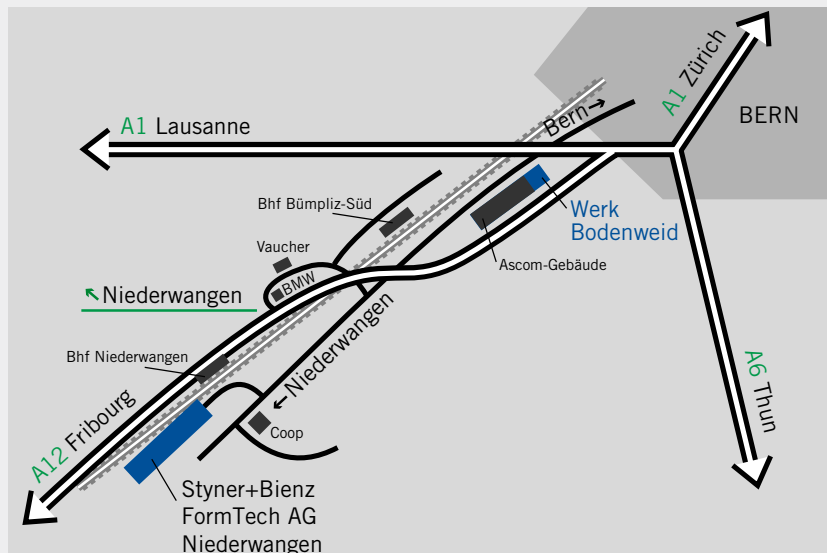 A1 Zürich
BERN
A1 Lausanne
Bern→
Bhf Bümpliz-Süd
Werk
Bodenweid
Vaucher
Ascom-Gebäude
BMW
↖Niederwangen
←Niederwangen
Bhf Niederwangen
A6 Thun
A12 Fribourg
Coop
Styner+Bienz
FormTech AG
Niederwangen